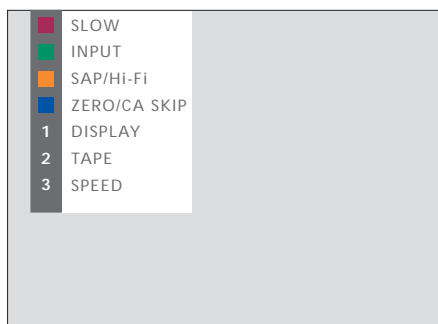 SLOW
INPUT
SAP/Hi-Fi
ZERO/CA SKIP
1 DISPLAY
2 TAPE
3 SPEED